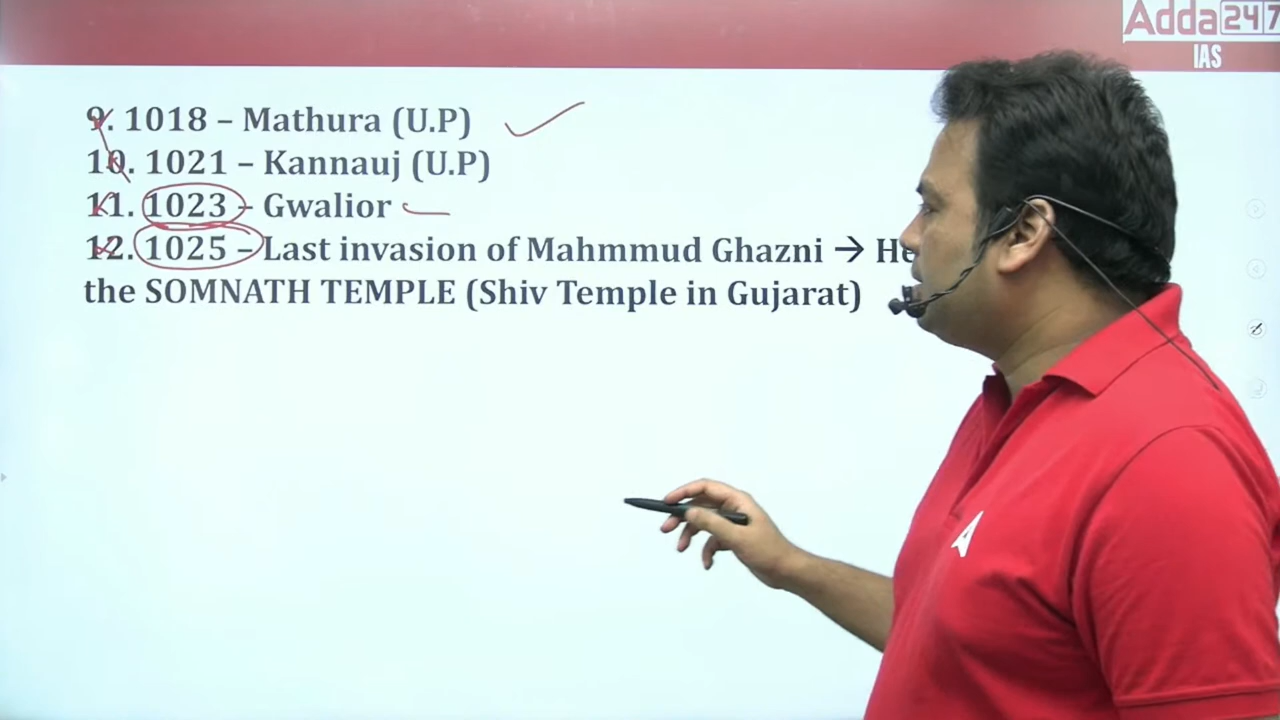 Adda247
IAS
9. 1018 – Mathura (U.P)
10. 1021 – Kannauj (U.P)
11. 1023 – Gwalior
12. 1025 – Last invasion of Mahmmud Ghazni → He
the SOMNATH TEMPLE (Shiv Temple in Gujarat)